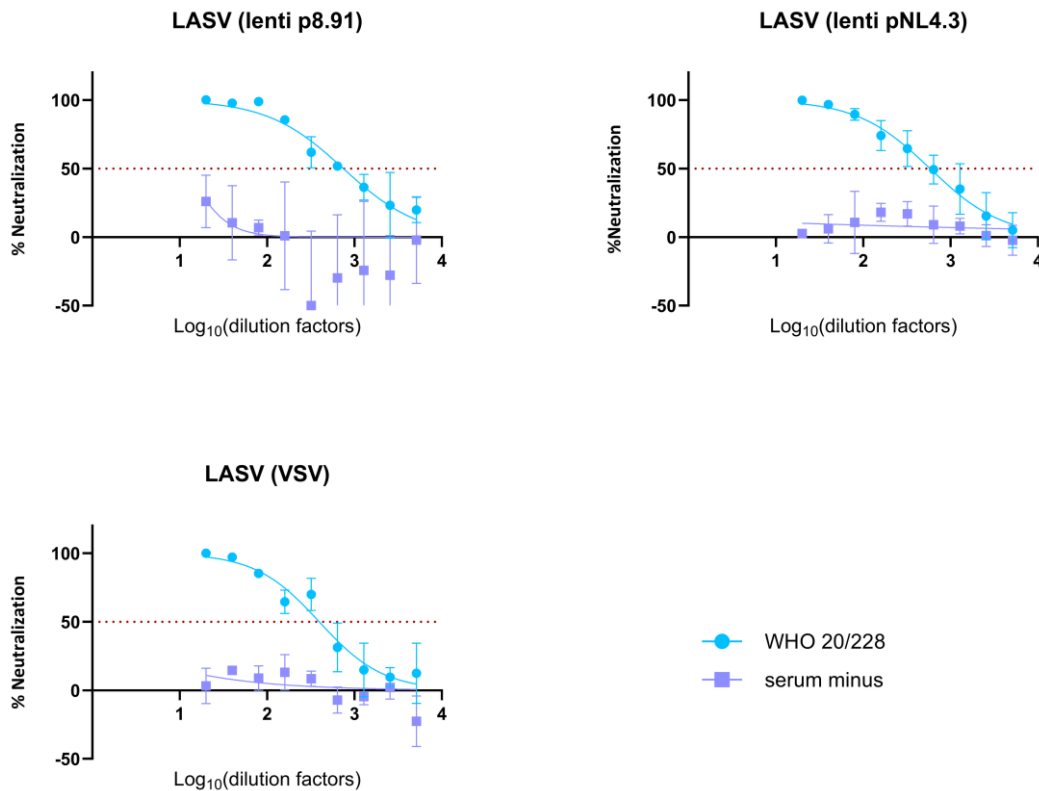 LASV (lenti p8.91)
% Neutralization
100
50
0
-50
1
2
3
4
Log10(dilution factors)
LASV (lenti pNL4.3)
%Neutralization
100
50
0
-50
1
2
3
4
Log10(dilution factors)
LASV (VSV)
% Neutralization
100
50
0
-50
1
2
3
4
Log10(dilution factors)
WHO 20/228
serum minus